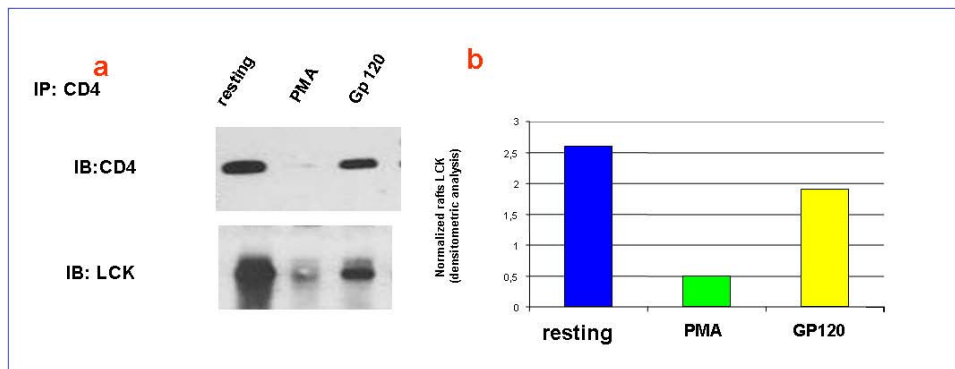 a
IP: CD4
resting
PMA
Gp 120
IB:CD4
IB: LCK
b
Normalized rafts LCK
(densitometric analysis)
3
2,5
2
1,5
1
0,5
0
resting
PMA
GP120